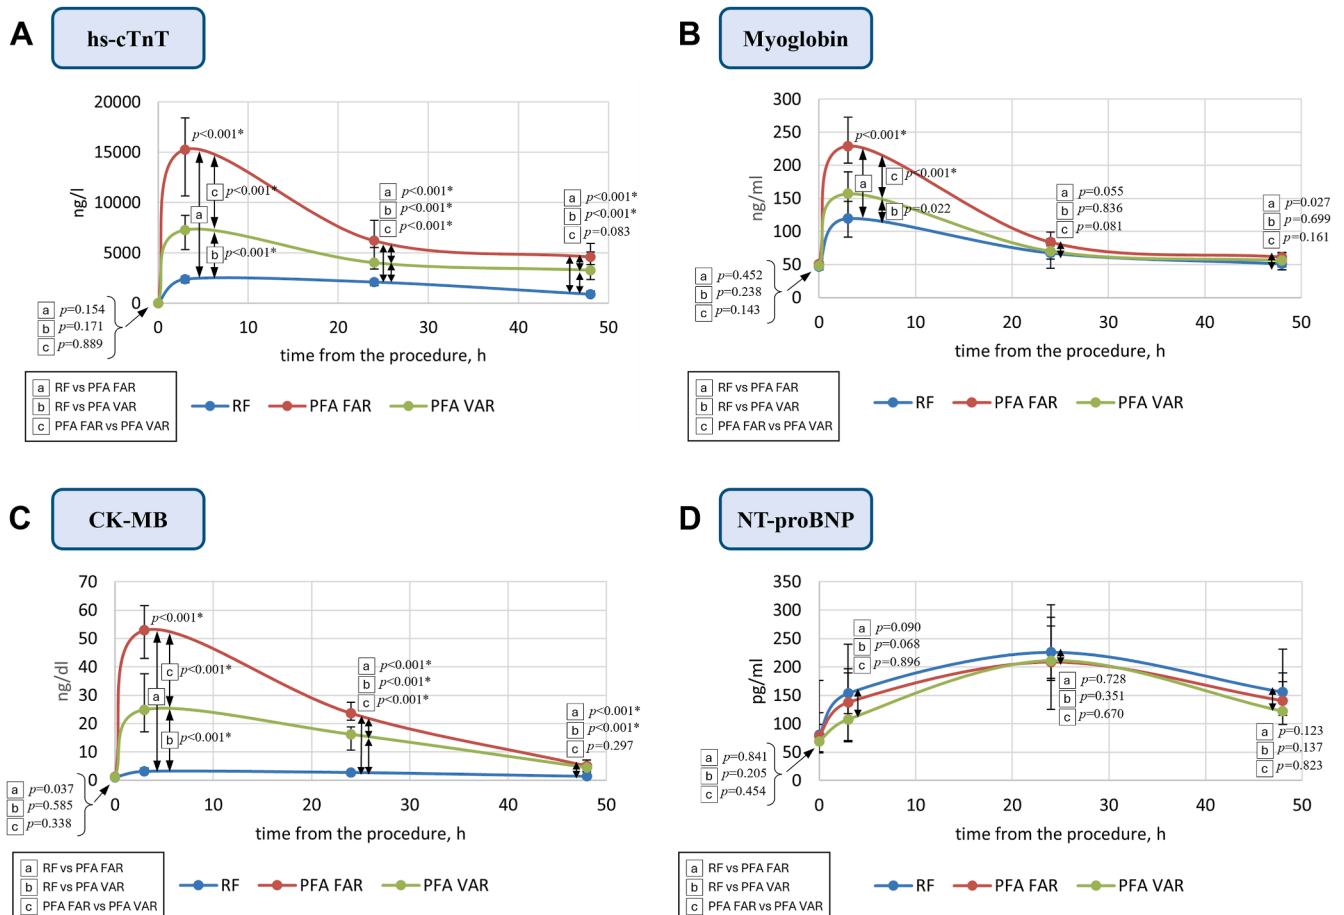 A
hs-cTnT
20000
15000
10000
5000
0
ng/l
p<0.001*
c
p<0.001*
a
b
p<0.001*
a p<0.001*
b p<0.001*
c p<0.001*
a p<0.001*
b p<0.001*
c p=0.083
a p=0.154
b p=0.171
c p=0.889
0 10 20 30 40 50
time from the procedure, h
a RF vs PFA FAR
b RF vs PFA VAR
c PFA FAR vs PFA VAR
RF PFA FAR PFA VAR
B
Myoglobin
300
250
200
150
100
50
0
ng/ml
p<0.001*
c p<0.001*
a
b p=0.022
a p=0.055
b p=0.836
c p=0.081
a p=0.027
b p=0.699
c p=0.161
a p=0.452
b p=0.238
c p=0.143
0 10 20 30 40 50
time from the procedure, h
a RF vs PFA FAR
b RF vs PFA VAR
c PFA FAR vs PFA VAR
RF PFA FAR PFA VAR
C
CK-MB
70
60
50
40
30
20
10
0
ng/dl
p<0.001*
c p<0.001*
a
b p<0.001*
a p<0.001*
b p<0.001*
c p<0.001*
a p<0.001*
b p<0.001*
c p=0.297
a p=0.037
b p=0.585
c p=0.338
0 10 20 30 40 50
time from the procedure, h
a RF vs PFA FAR
b RF vs PFA VAR
c PFA FAR vs PFA VAR
RF PFA FAR PFA VAR
D
NT-proBNP
350
300
250
200
150
100
50
0
pg/ml
a p=0.090
b p=0.068
c p=0.896
a p=0.728
b p=0.351
c p=0.670
a p=0.123
b p=0.137
c p=0.823
a p=0.841
b p=0.205
c p=0.454
0 10 20 30 40 50
time from the procedure, h
a RF vs PFA FAR
b RF vs PFA VAR
c PFA FAR vs PFA VAR
RF PFA FAR PFA VAR